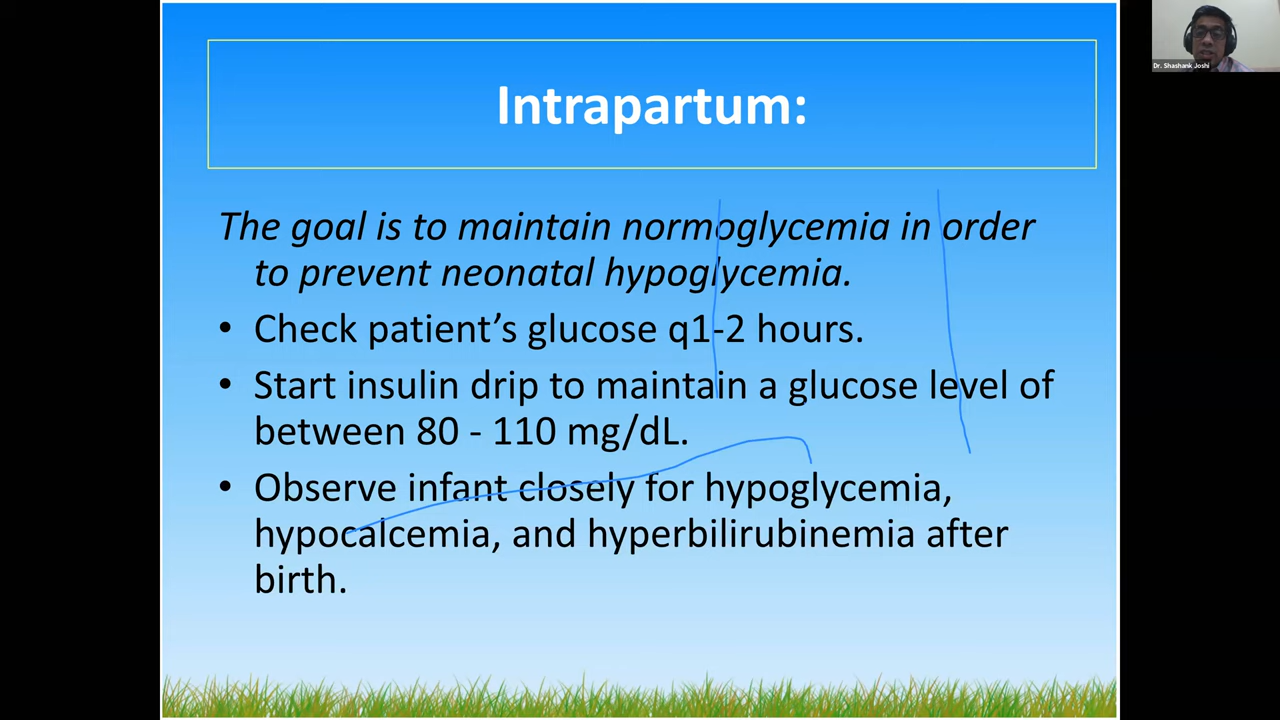 Dr. Shashank Joshi
Intrapartum:
The goal is to maintain normoglycemia in order
to prevent neonatal hypoglycemia.
• Check patient’s glucose q1-2 hours.
• Start insulin drip to maintain a glucose level of
between 80 - 110 mg/dL.
• Observe infant closely for hypoglycemia,
hypocalcemia, and hyperbilirubinemia after
birth.